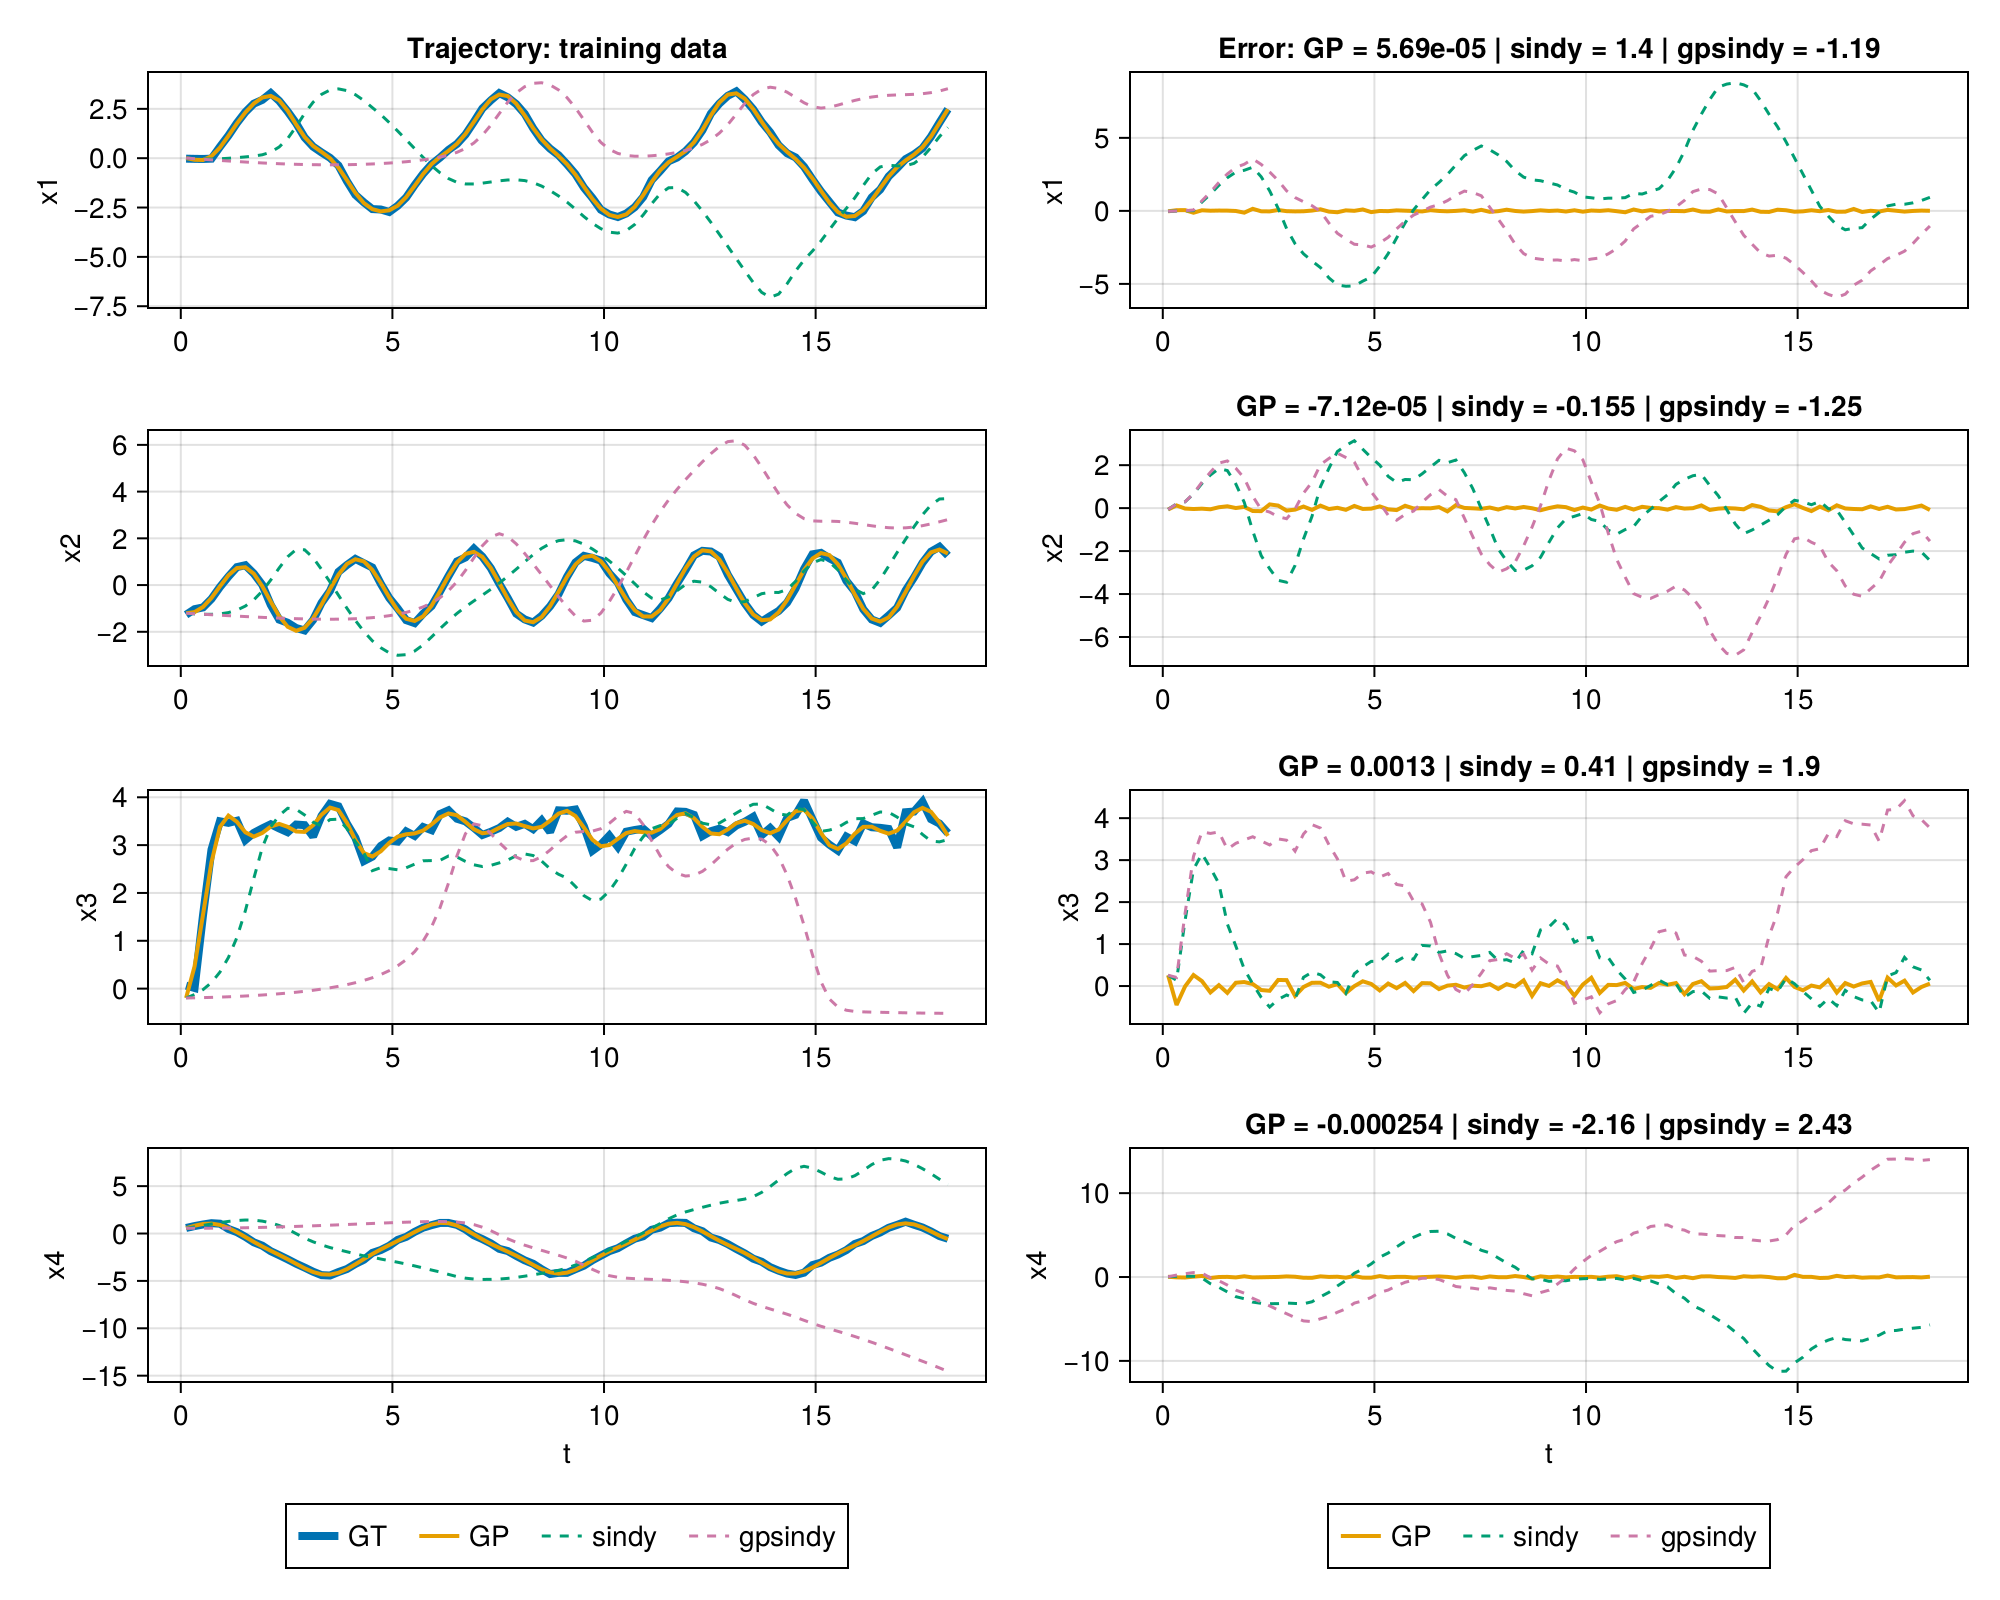 Trajectory: training data
x1
2.5
0.0
−2.5
−5.0
−7.5
0 5 10 15
Error: GP = 5.69e-05 | sindy = 1.4 | gpsindy = -1.19
x1
5
0
−5
0 5 10 15
x2
6
4
2
0
−2
0 5 10 15
GP = -7.12e-05 | sindy = -0.155 | gpsindy = -1.25
x2
2
0
−2
−4
−6
0 5 10 15
x3
4
3
2
1
0
0 5 10 15
GP = 0.0013 | sindy = 0.41 | gpsindy = 1.9
x3
4
3
2
1
0
0 5 10 15
x4
5
0
−5
−10
−15
0 5 10 15
t
GP = -0.000254 | sindy = -2.16 | gpsindy = 2.43
x4
10
0
−10
0 5 10 15
t
GT GP sindy gpsindy
GP sindy gpsindy